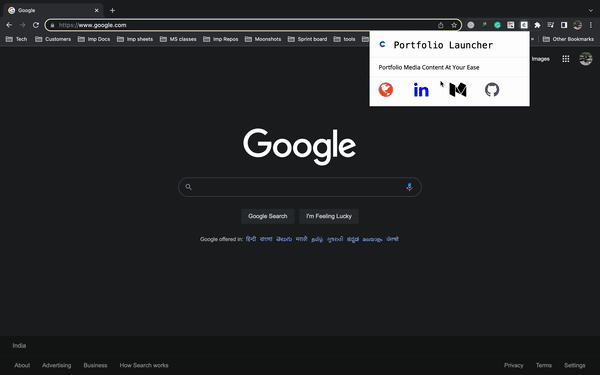 Google
https://www.google.com
Tech Customers Imp Docs Imp sheets MS classes Imp Repos Moonshots Sprint board tools » Other Bookmarks
Portfolio Launcher
Images
Portfolio Media Content At Your Ease
in
Google
Google Search I'm Feeling Lucky
Google offered in: हिन्दी বাংলা తెలుగు मराठी தமிழ் ગુજરાતી ಕನ್ನಡ മലയാളം ਪੰਜਾਬੀ
India
About Advertising Business How Search works Privacy Terms Settings